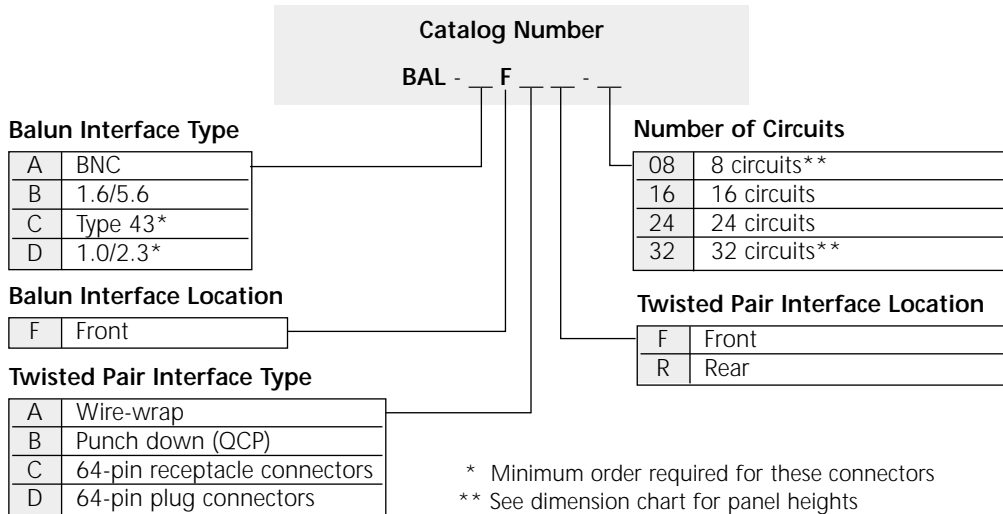 Catalog Number
BAL - __ F __ __ - __
Balun Interface Type
A BNC
B 1.6/5.6
C Type 43*
D 1.0/2.3*
Balun Interface Location
F Front
Twisted Pair Interface Type
A Wire-wrap
B Punch down (QCP)
C 64-pin receptacle connectors
D 64-pin plug connectors
Number of Circuits
08 8 circuits**
16 16 circuits
24 24 circuits
32 32 circuits**
Twisted Pair Interface Location
F Front
R Rear
* Minimum order required for these connectors
** See dimension chart for panel heights